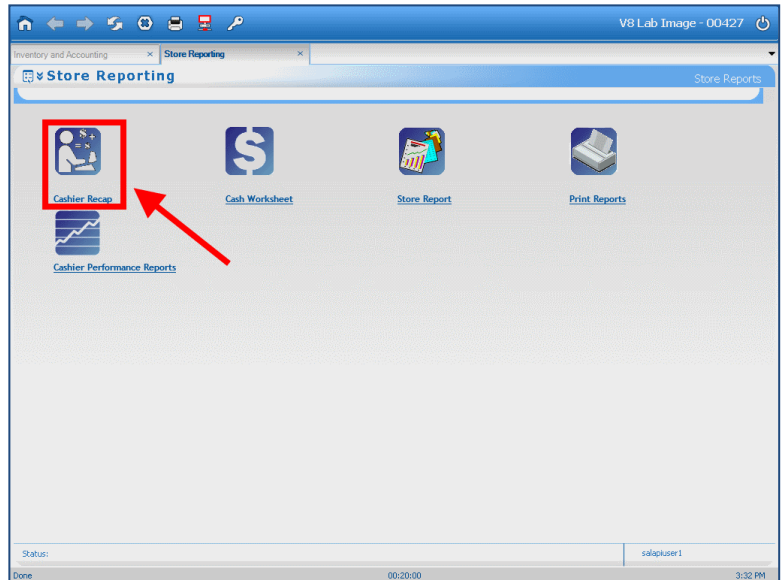 V8 Lab Image - 00427
Inventory and Accounting × Store Reporting ×
Store Reporting
Store Reports
$+
= ×
$
Cashier Recap
Cash Worksheet
Store Report
Print Reports
Cashier Performance Reports
Status:
salapiuser1
Done
00:20:00
3:32 PM